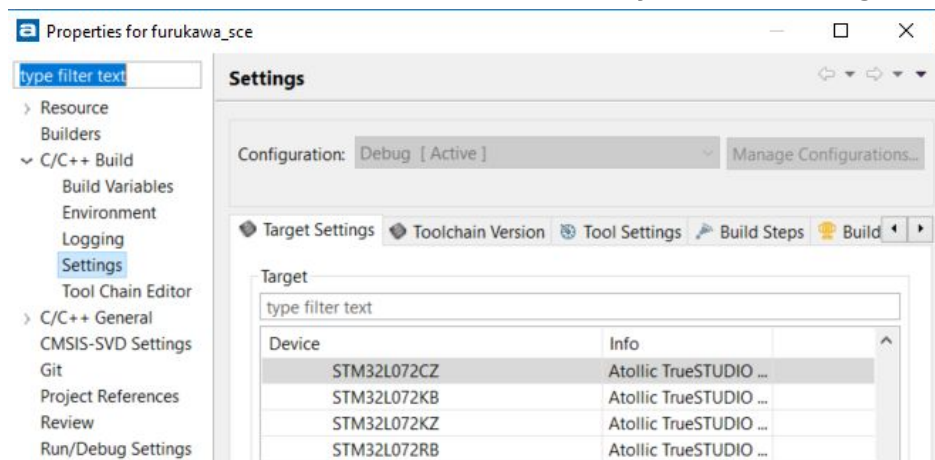 Properties for furukawa_sce
type filter text
Settings
Resource
Builders
C/C++ Build
Build Variables
Environment
Logging
Settings
Tool Chain Editor
C/C++ General
CMSIS-SVD Settings
Git
Project References
Review
Run/Debug Settings
Configuration: Debug [ Active ] Manage Configurations...
Target Settings Toolchain Version Tool Settings Build Steps Build
Target
type filter text
Device Info
STM32L072CZ Atollic TrueSTUDIO ...
STM32L072KB Atollic TrueSTUDIO ...
STM32L072KZ Atollic TrueSTUDIO ...
STM32L072RB Atollic TrueSTUDIO ...